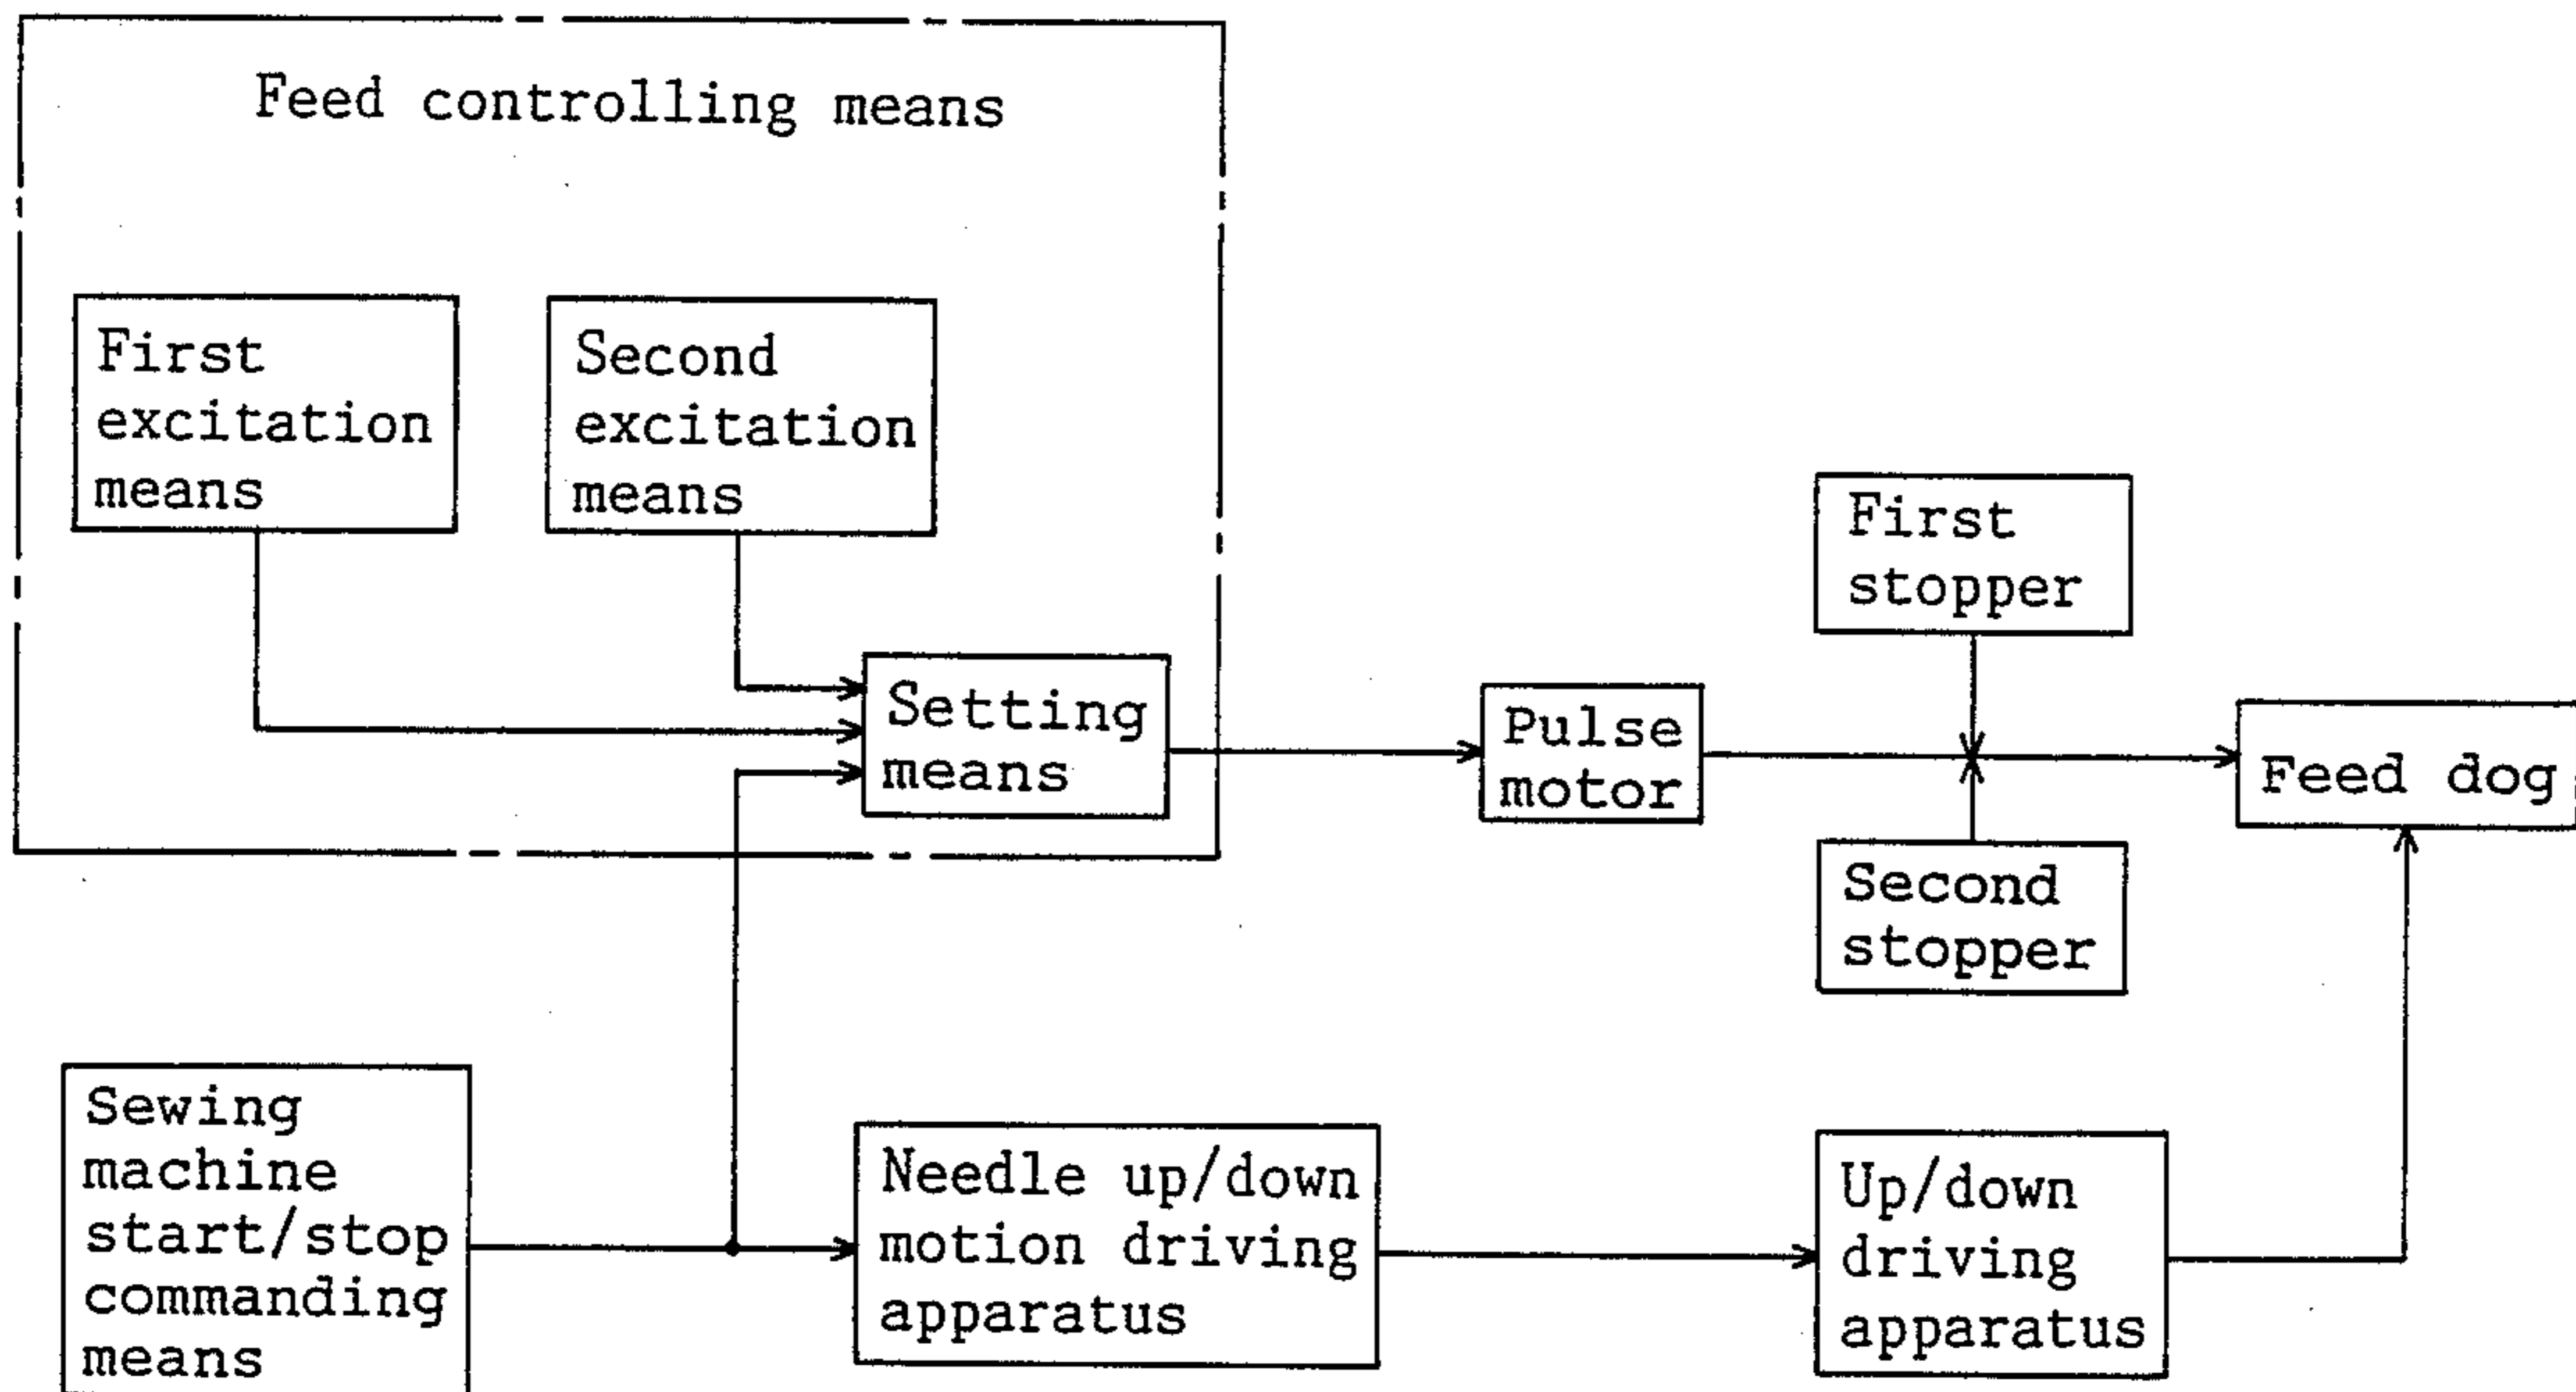 Feed controlling means
First
excitation
means
Second
excitation
means
Setting
means
Pulse
motor
First
stopper
Second
stopper
Feed dog
Sewing
machine
start/stop
commanding
means
Needle up/down
motion driving
apparatus
Up/down
driving
apparatus